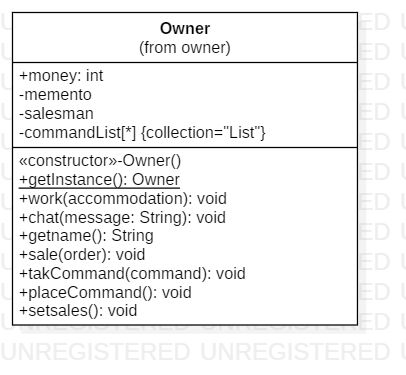 Owner
(from owner)
+money: int
-memento
-salesman
-commandList[*] {collection="List"}
«constructor»-Owner()
+getInstance(): Owner
+work(accommodation): void
+chat(message: String): void
+getname(): String
+sale(order): void
+takCommand(command): void
+placeCommand(): void
+setsales(): void
UNREGISTERED UNREGISTERED